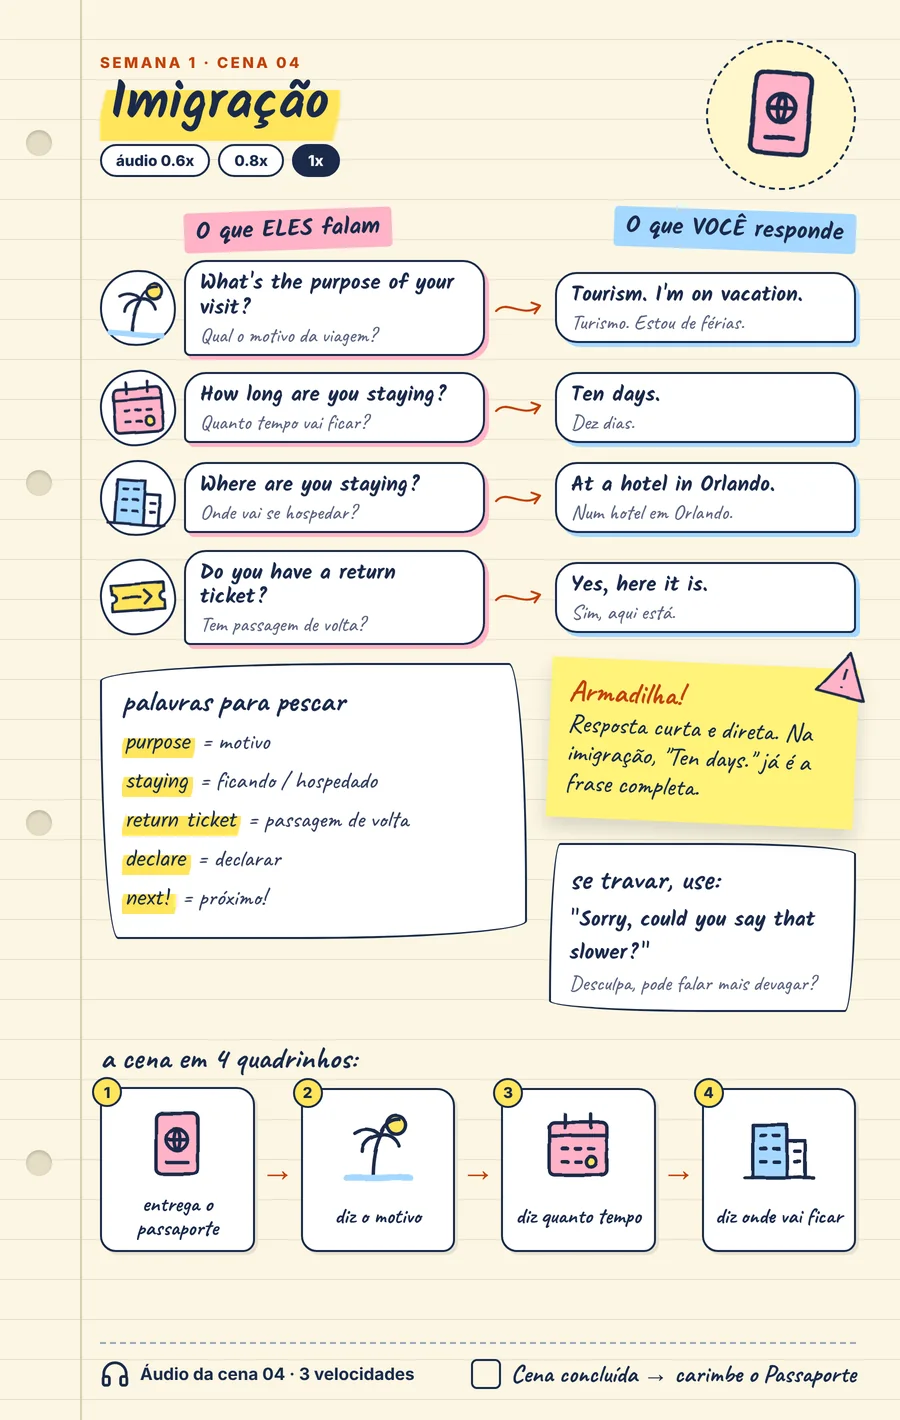 SEMANA 1 · CENA 04
Imigração
áudio 0.6x
0.8x
1x
O que ELES falam
O que VOCÊ responde
What's the purpose of your
visit?
Qual o motivo da viagem?
Tourism. I'm on vacation.
Turismo. Estou de férias.
How long are you staying?
Quanto tempo vai ficar?
Ten days.
Dez dias.
Where are you staying?
Onde vai se hospedar?
At a hotel in Orlando.
Num hotel em Orlando.
Do you have a return
ticket?
Tem passagem de volta?
Yes, here it is.
Sim, aqui está.
palavras para pescar
purpose = motivo
staying = ficando / hospedado
return ticket = passagem de volta
declare = declarar
next! = próximo!
!
Armadilha!
Resposta curta e direta. Na
imigração, "Ten days." já é a
frase completa.
se travar, use:
"Sorry, could you say that
slower?"
Desculpa, pode falar mais devagar?
a cena em 4 quadrinhos:
1
entrega o
passaporte
→
2
diz o motivo
→
3
diz quanto tempo
→
4
diz onde vai ficar
Áudio da cena 04 · 3 velocidades
Cena concluída → carimbe o Passaporte